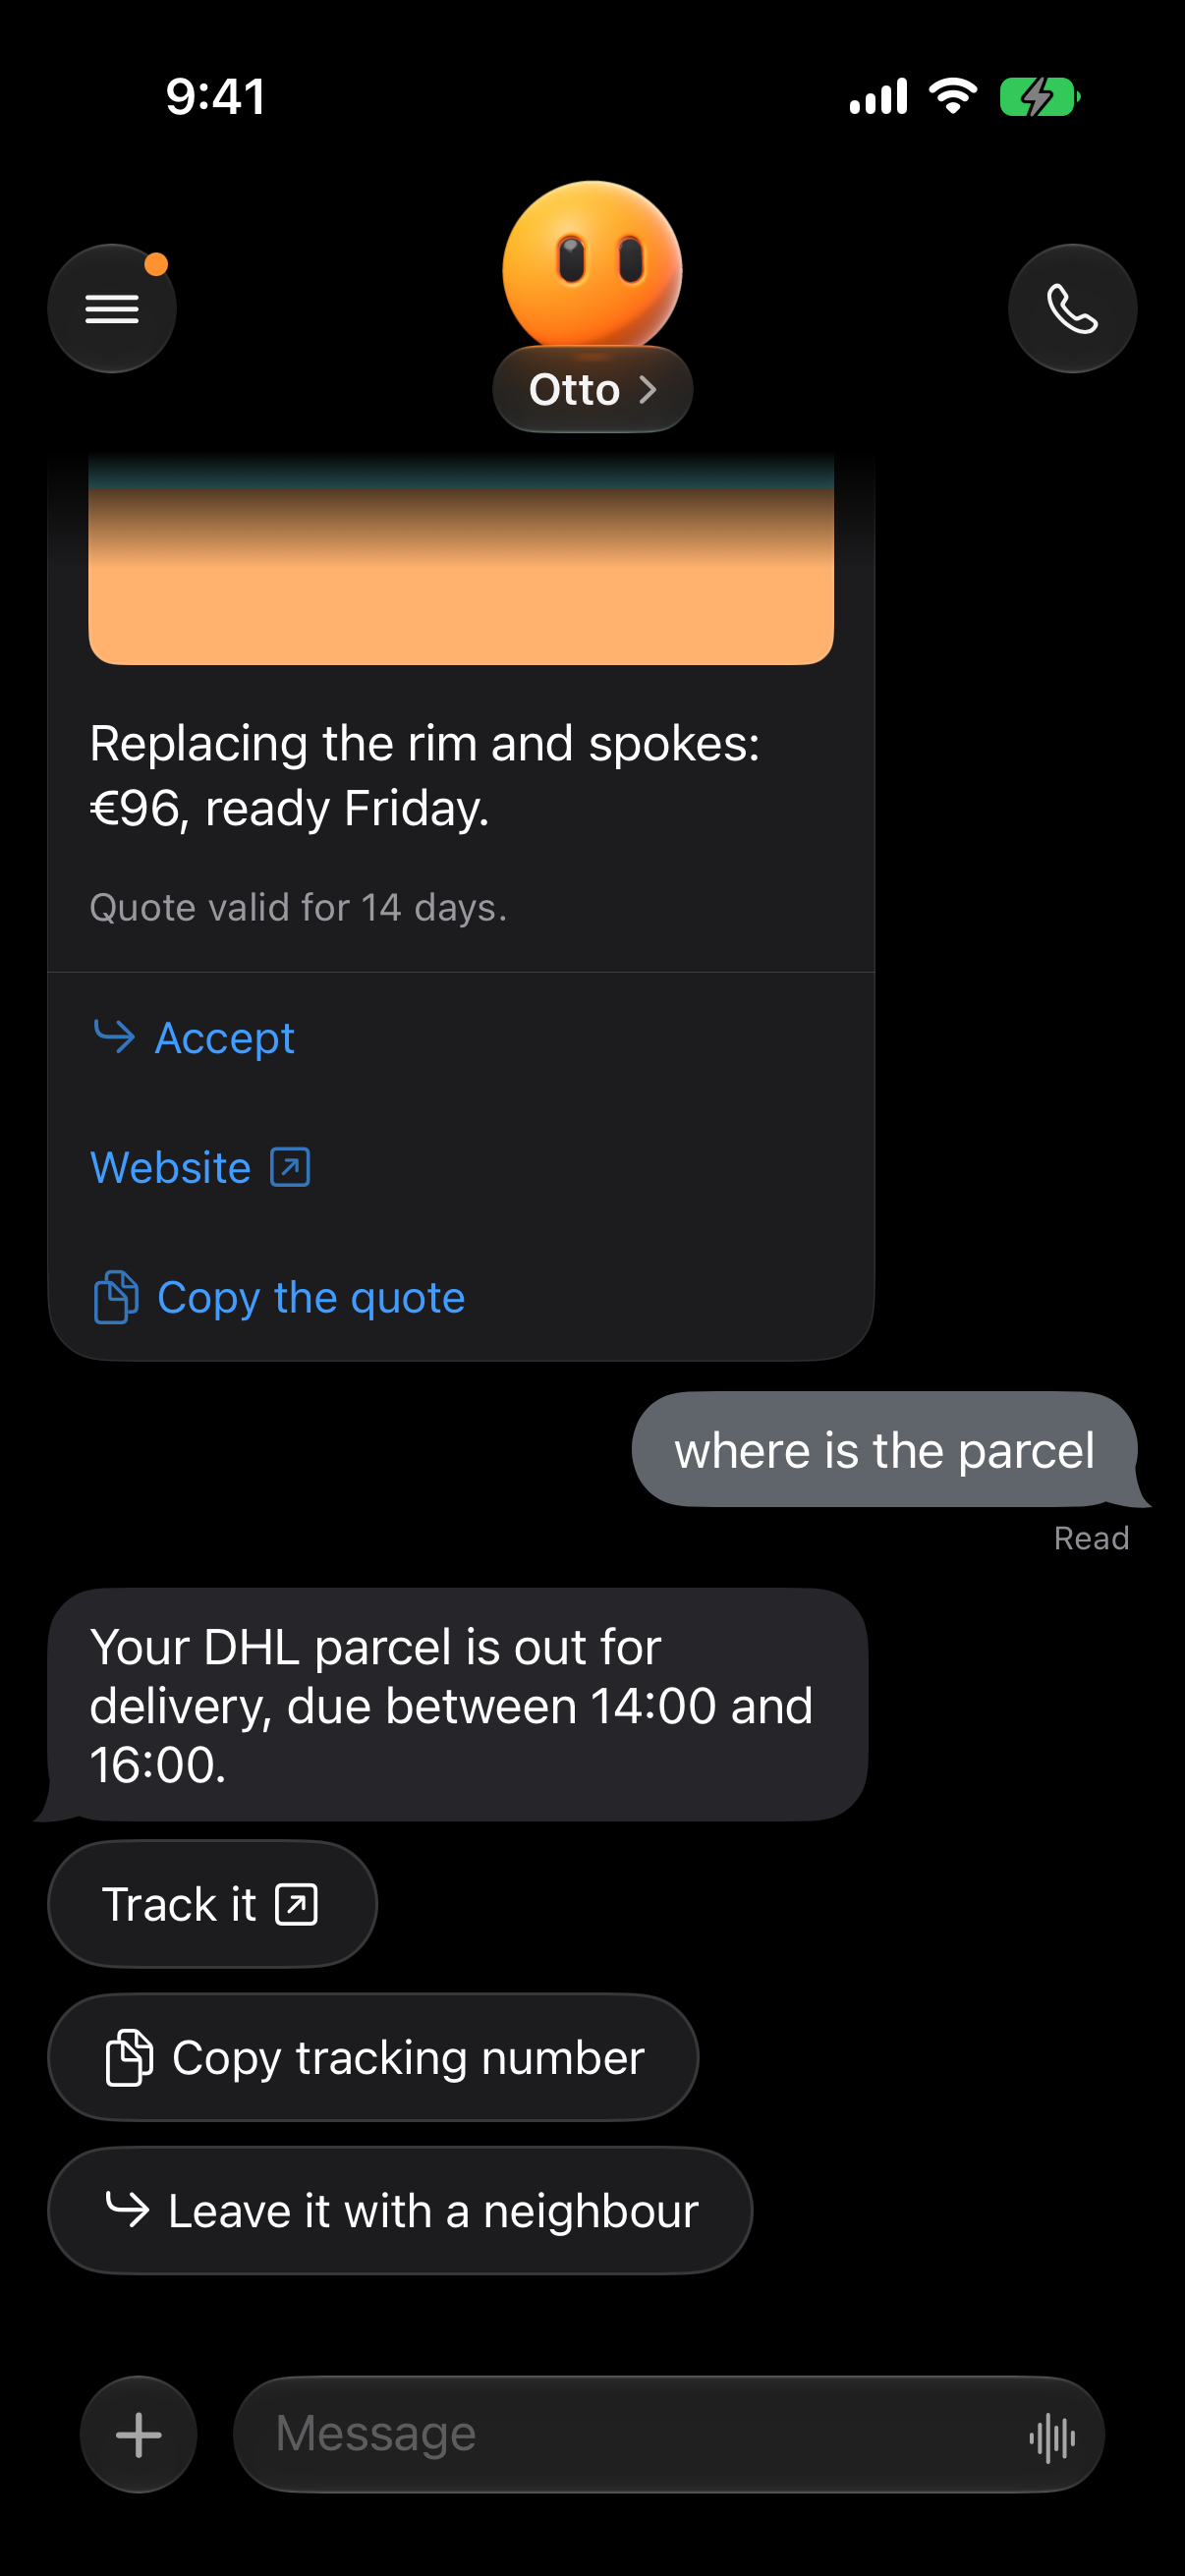 9:41
Otto
Replacing the rim and spokes:
€96, ready Friday.
Quote valid for 14 days.
Accept
Website
Copy the quote
where is the parcel
Read
Your DHL parcel is out for
delivery, due between 14:00 and
16:00.
Track it
Copy tracking number
Leave it with a neighbour
Message